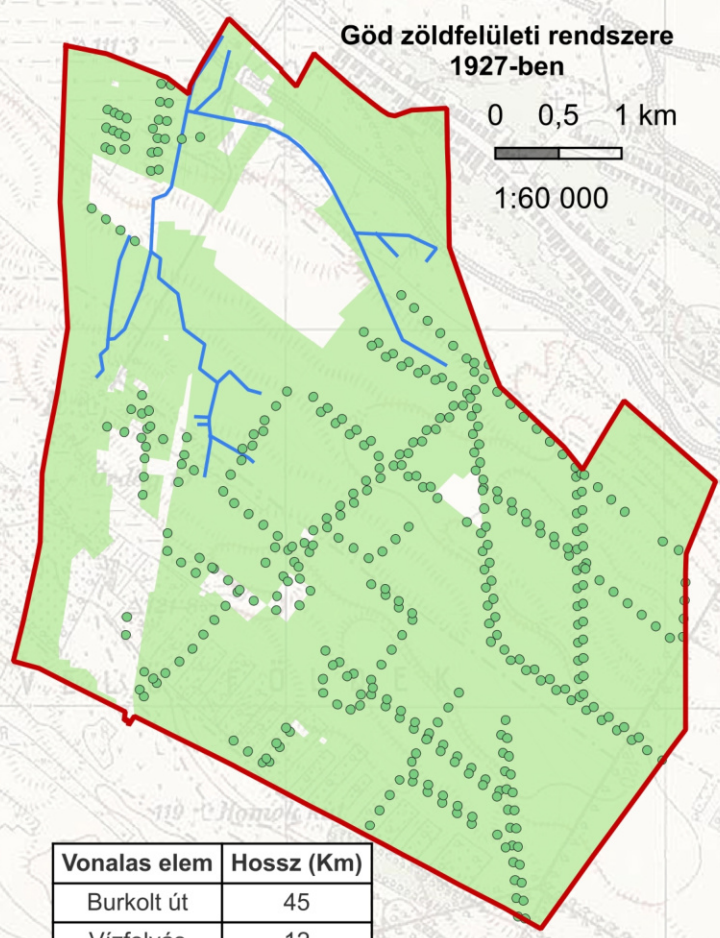 Göd zöldfelületi rendszere
1927-ben
0 0,5 1 km
1:60 000
Vonalas elem Hossz (Km)
Burkolt út 45